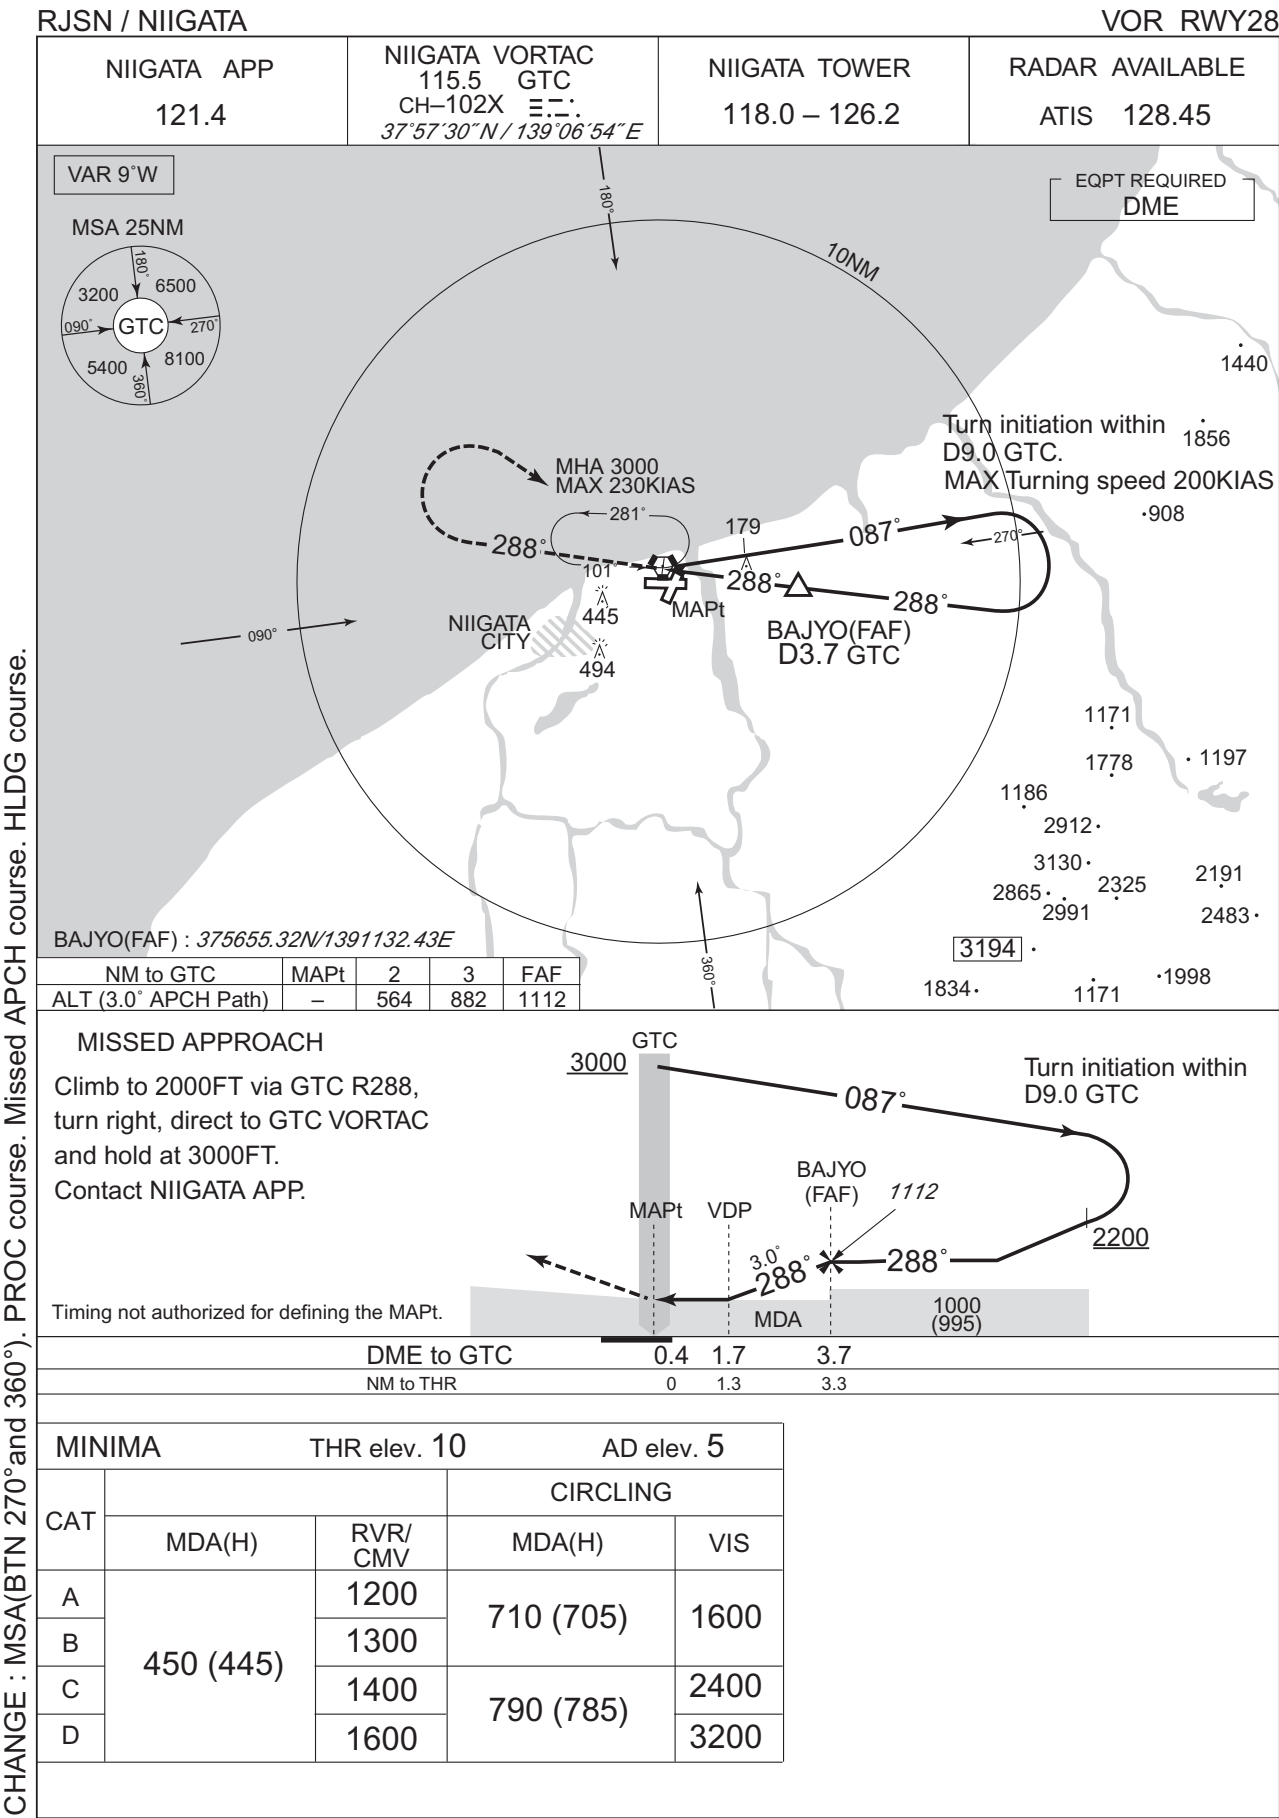 RJSN / NIIGATA
VOR RWY28
NIIGATA APP
121.4
NIIGATA VORTAC
115.5 GTC
CH–102X
37°57′30″N / 139°06′54″E
NIIGATA TOWER
118.0 – 126.2
RADAR AVAILABLE
ATIS 128.45
VAR 9°W
EQPT REQUIRED
DME
MSA 25NM
180°
3200
6500
090°
GTC
270°
5400
8100
360°
180°
10NM
1440
Turn initiation within
D9.0 GTC.
MAX Turning speed 200KIAS
1856
908
MHA 3000
MAX 230KIAS
281°
179
087°
270°
288°
101°
288°
288°
MAPt
445
NIIGATA
CITY
494
BAJYO(FAF)
D3.7 GTC
090°
1171
1778
1197
1186
2912
3130
2865
2991
2325
2191
2483
3194
1834
1171
1998
360°
BAJYO(FAF) : 375655.32N/1391132.43E
NM to GTC MAPt 2 3 FAF
ALT (3.0° APCH Path) – 564 882 1112
MISSED APPROACH
Climb to 2000FT via GTC R288,
turn right, direct to GTC VORTAC
and hold at 3000FT.
Contact NIIGATA APP.
Timing not authorized for defining the MAPt.
GTC
3000
087°
Turn initiation within
D9.0 GTC
BAJYO
(FAF)
1112
MAPt
VDP
2200
3.0°
288°
288°
MDA
1000
(995)
DME to GTC 0.4 1.7 3.7
NM to THR 0 1.3 3.3
MINIMA THR elev. 10 AD elev. 5
CAT
CIRCLING
MDA(H)
RVR/
CMV
MDA(H)
VIS
A
1200
B
1300
C
1400
D
1600
450 (445)
710 (705)
1600
790 (785)
2400
3200
CHANGE : MSA(BTN 270°and 360°). PROC course. Missed APCH course. HLDG course.